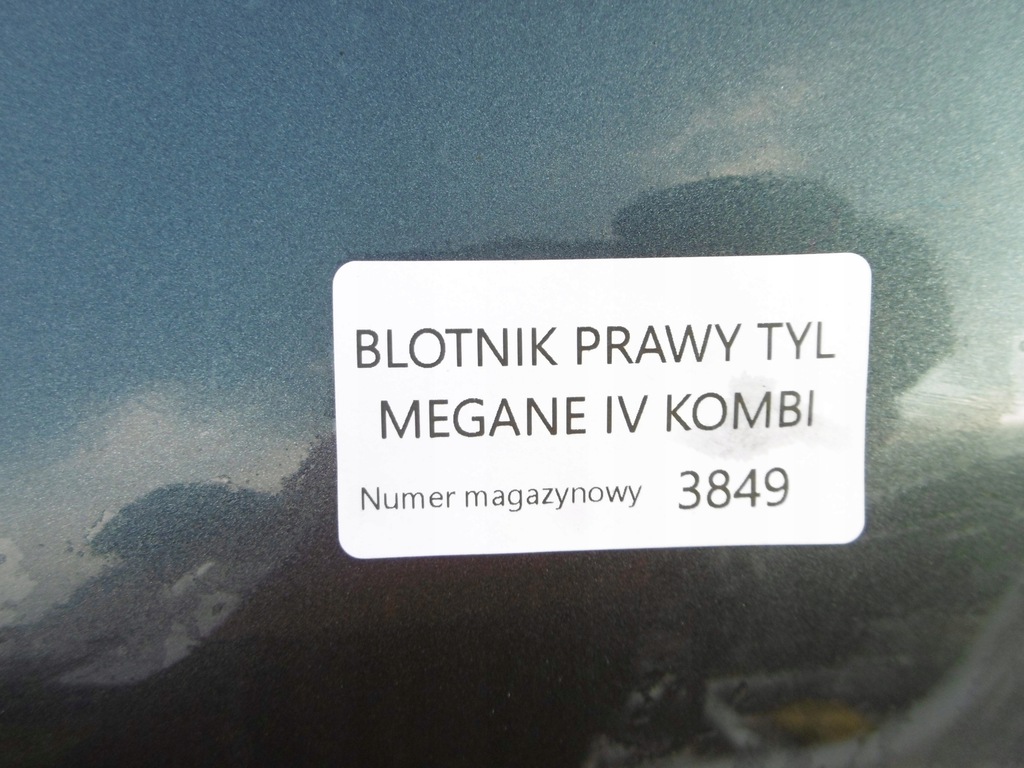 BLOTNIK PRAWY TYL
MEGANE IV KOMBI
Numer magazynowy 3849